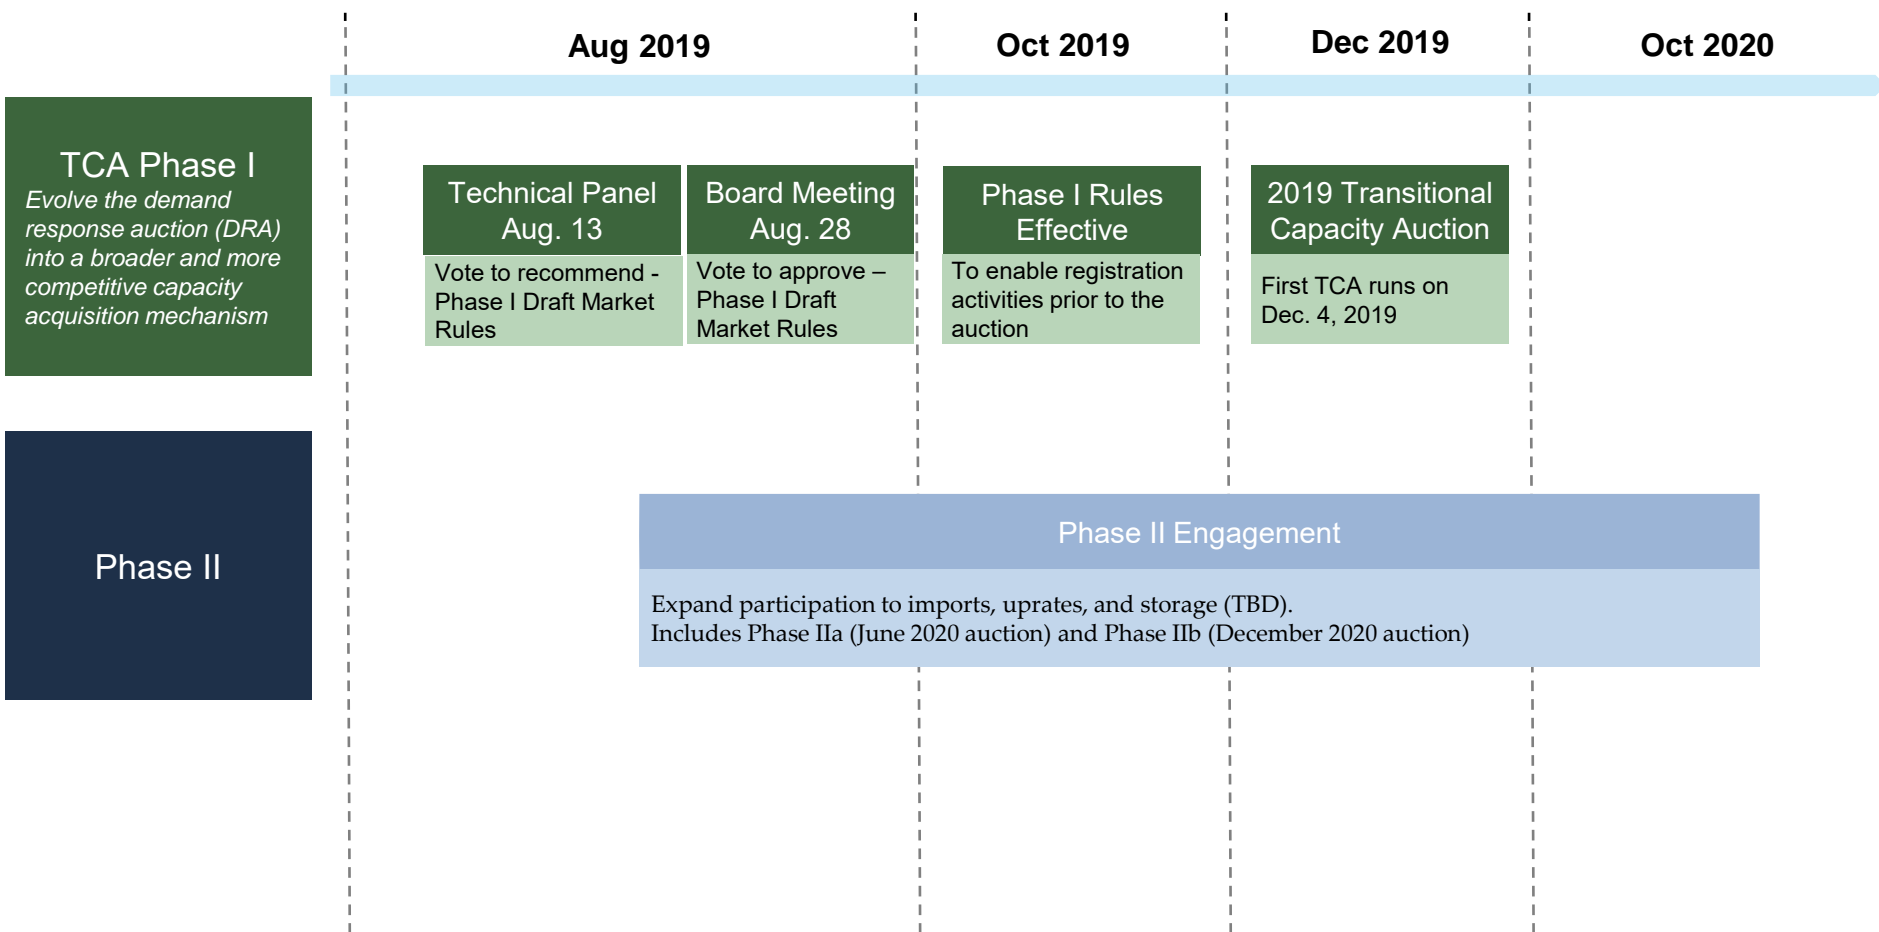 Aug 2019
Oct 2019
Dec 2019
Oct 2020
TCA Phase I
Evolve the demand
response auction (DRA)
into a broader and more
competitive capacity
acquisition mechanism
Technical Panel
Aug. 13
Vote to recommend -
Phase I Draft Market
Rules
Board Meeting
Aug. 28
Vote to approve –
Phase I Draft
Market Rules
Phase I Rules
Effective
To enable registration
activities prior to the
auction
2019 Transitional
Capacity Auction
First TCA runs on
Dec. 4, 2019
Phase II
Phase II Engagement
Expand participation to imports, uprates, and storage (TBD).
Includes Phase IIa (June 2020 auction) and Phase IIb (December 2020 auction)